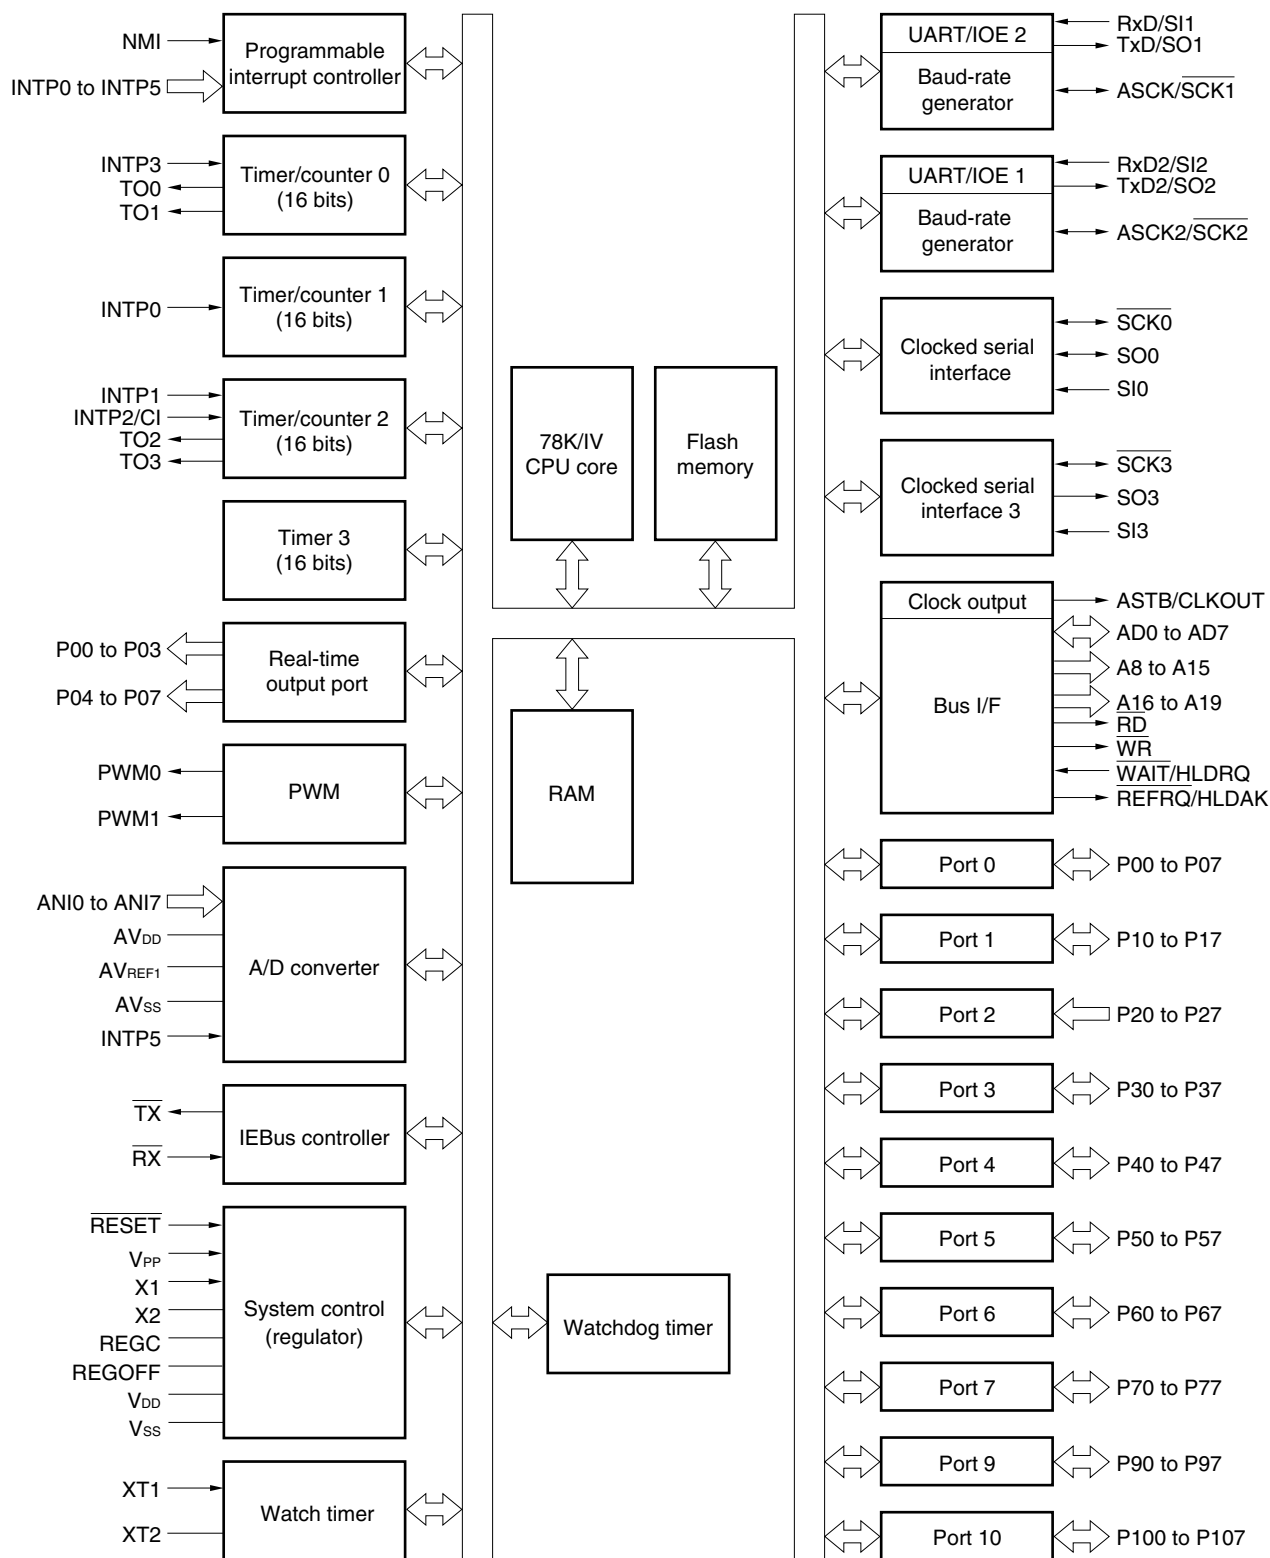 NMI
INTP0 to INTP5
Programmable
interrupt controller
INTP3
TO0
TO1
Timer/counter 0
(16 bits)
INTP0
Timer/counter 1
(16 bits)
INTP1
INTP2/CI
TO2
TO3
Timer/counter 2
(16 bits)
Timer 3
(16 bits)
P00 to P03
P04 to P07
Real-time
output port
PWM0
PWM1
PWM
ANI0 to ANI7
AVDD
AVREF1
AVSS
INTP5
A/D converter
TX
RX
IEBus controller
RESET
VPP
X1
X2
REGC
REGOFF
VDD
VSS
System control
(regulator)
XT1
XT2
Watch timer
78K/IV
CPU core
Flash
memory
RAM
Watchdog timer
UART/IOE 2
Baud-rate
generator
RxD/SI1
TxD/SO1
ASCK/SCK1
UART/IOE 1
Baud-rate
generator
RxD2/SI2
TxD2/SO2
ASCK2/SCK2
Clocked serial
interface
SCK0
SO0
SI0
Clocked serial
interface 3
SCK3
SO3
SI3
Clock output
Bus I/F
ASTB/CLKOUT
AD0 to AD7
A8 to A15
A16 to A19
RD
WR
WAIT/HLDRQ
REFRQ/HLDAK
Port 0
P00 to P07
Port 1
P10 to P17
Port 2
P20 to P27
Port 3
P30 to P37
Port 4
P40 to P47
Port 5
P50 to P57
Port 6
P60 to P67
Port 7
P70 to P77
Port 9
P90 to P97
Port 10
P100 to P107